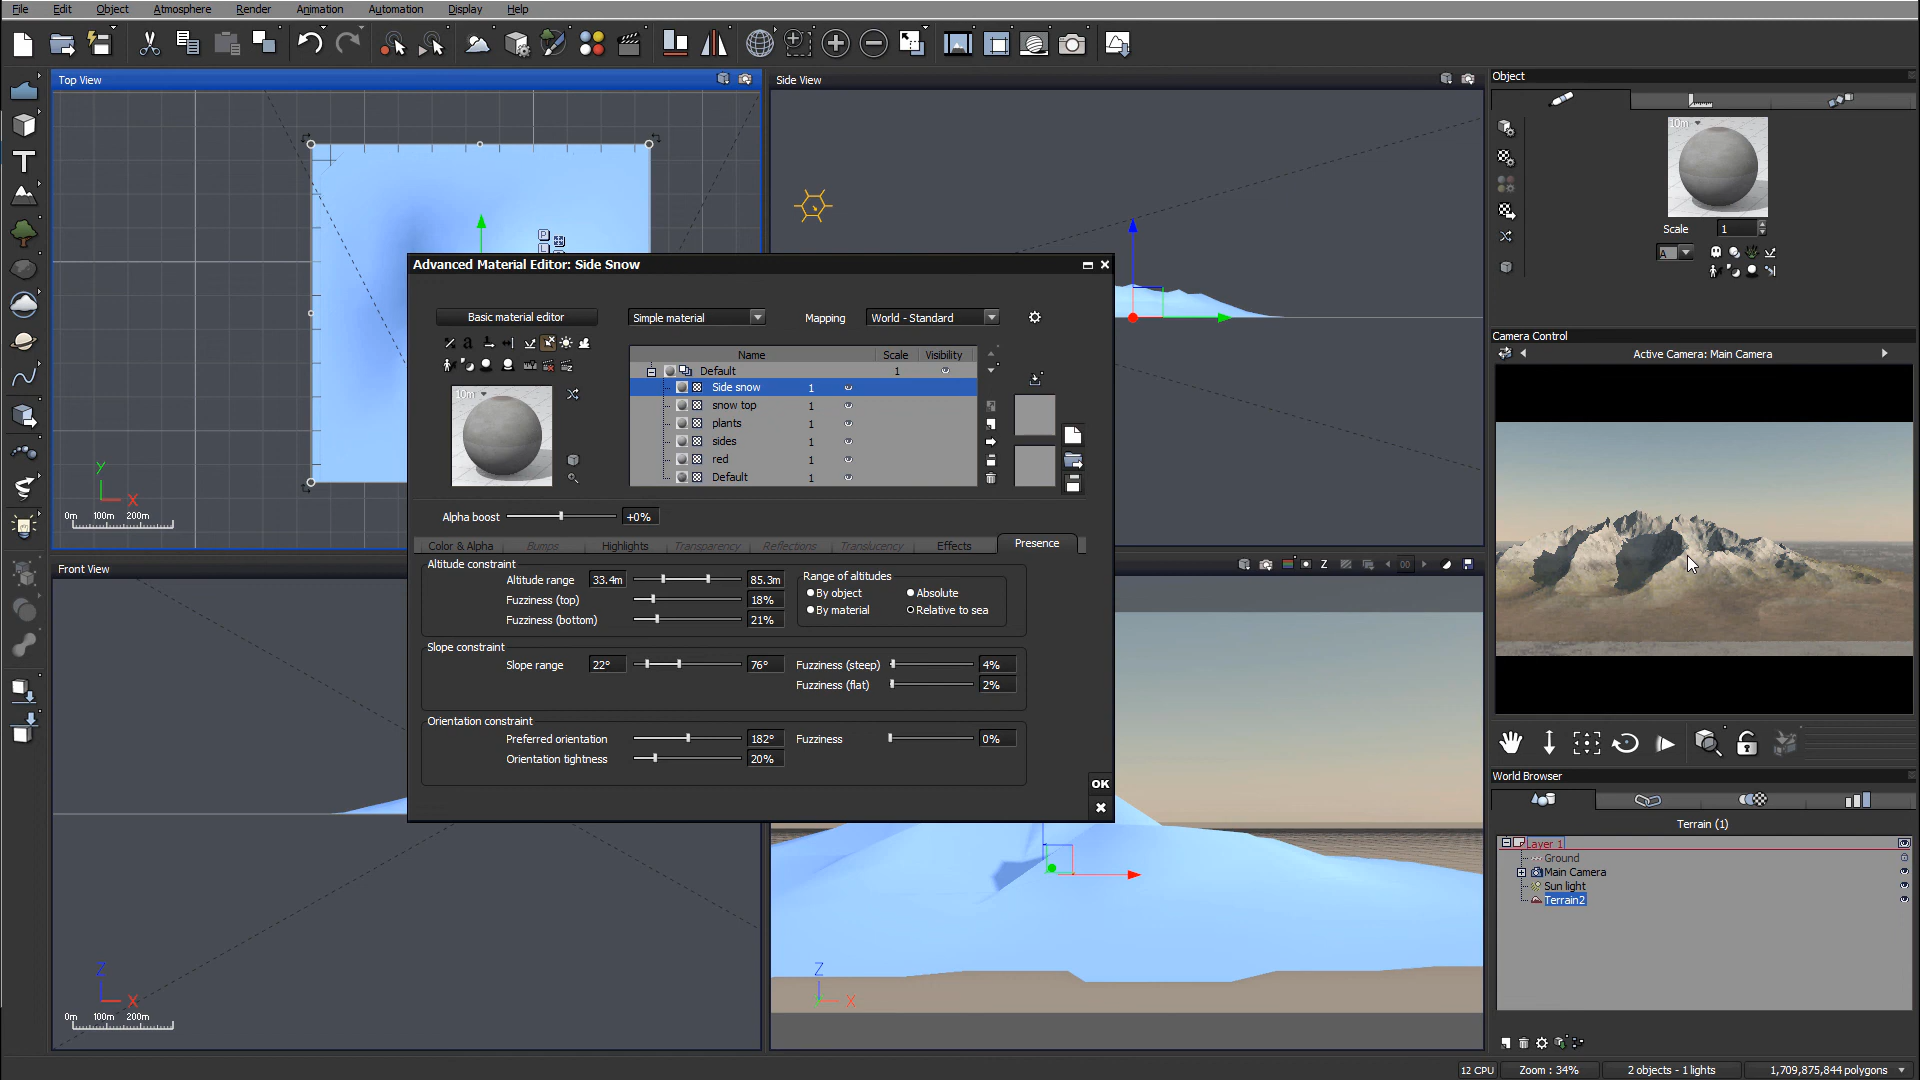 File Edit Object Atmosphere Render Animation Automation Display Help
Top View
Side View
Object
10m
Scale 1
A
P
L
Advanced Material Editor: Side Snow
Basic material editor
Simple material
Mapping
World - Standard
Name Scale Visibility
Default 1
Side snow 1
snow top 1
plants 1
sides 1
red 1
Default 1
10m
Alpha boost +0%
Color & Alpha Bumps Highlights Transparency Reflections Translucency Effects Presence
Altitude constraint
Altitude range 33.4m 85.3m
Fuzziness (top) 18%
Fuzziness (bottom) 21%
Range of altitudes
By object Absolute
By material Relative to sea
Slope constraint
Slope range 22° 76°
Fuzziness (steep) 4%
Fuzziness (flat) 2%
Orientation constraint
Preferred orientation 182°
Fuzziness 0%
Orientation tightness 20%
OK
Y
X
0m 100m 200m
Front View
Z
X
0m 100m 200m
Z 00
Z
X
Camera Control
Active Camera: Main Camera
World Browser
Terrain (1)
Layer 1
Ground
Main Camera
Sun light
Terrain2
12 CPU Zoom : 34% 2 objects - 1 lights 1,709,875,844 polygons